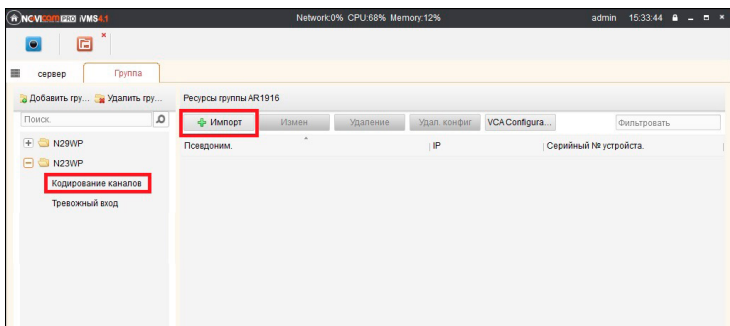 NOVICOM PRO iVMS4.1 Network:0% CPU:68% Memory:12% admin 15:33:44
сервер Группа
Добавить гру... Удалить гру... Ресурсы группы AR1916
Поиск. Импорт Измен Удаление Удал. конфиг VCA Configura... Фильтровать
N29WP Псевдоним. IP Серийный № устройста.
N23WP
Кодирование каналов
Тревожный вход